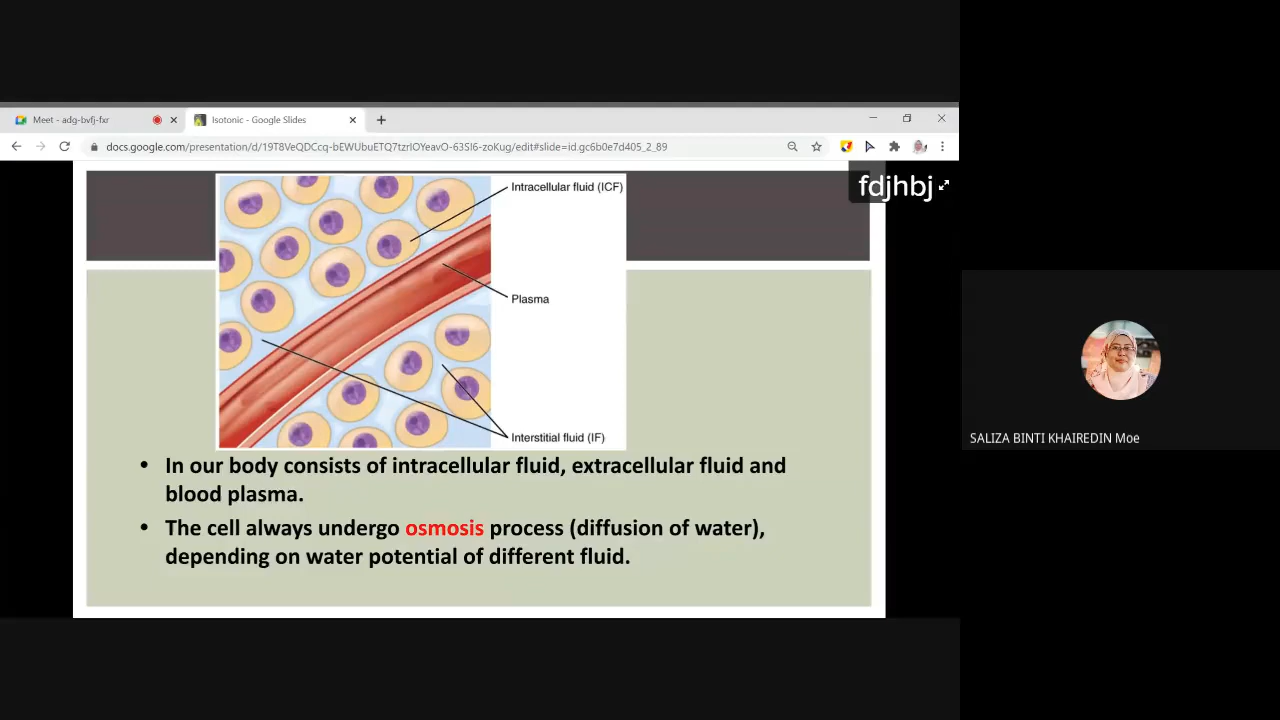 Meet - adg-bvfj-fxr
Isotonic - Google Slides
docs.google.com/presentation/d/19T8VeQDCcg-bEWUbuETQ7tzrlOYeavO-63Sl6-zoKug/edit#slide=id.gc6b0e7d405_2_89
fdjhbj
Intracellular fluid (ICF)
Plasma
Interstitial fluid (IF)
SALIZA BINTI KHAIREDIN Moe
• In our body consists of intracellular fluid, extracellular fluid and
blood plasma.
• The cell always undergo osmosis process (diffusion of water),
depending on water potential of different fluid.